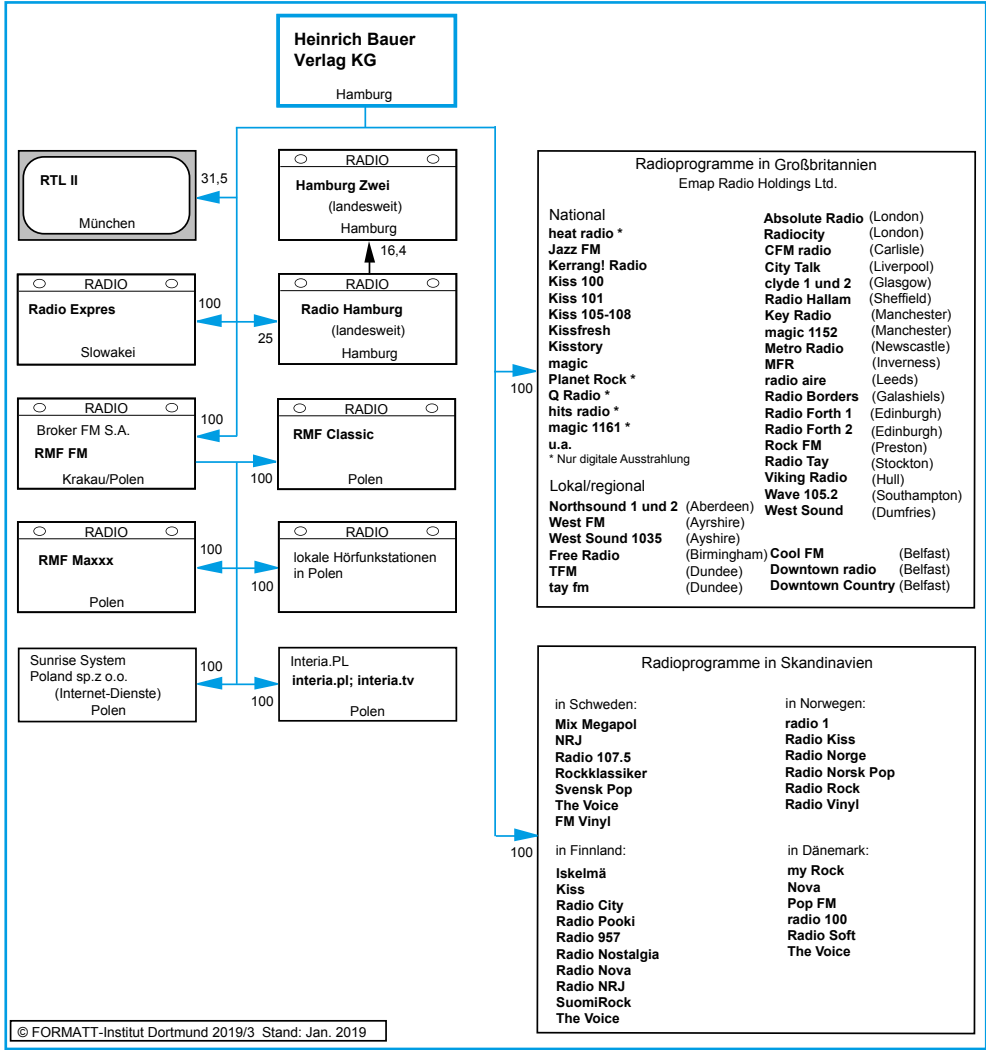 Heinrich Bauer
Verlag KG
Hamburg
RTL II
München
31,5
RADIO
Hamburg Zwei
(landesweit)
Hamburg
16,4
RADIO
Radio Expres
Slowakei
100
RADIO
Radio Hamburg
(landesweit)
Hamburg
25
RADIO
Broker FM S.A.
RMF FM
Krakau/Polen
100
RADIO
RMF Classic
Polen
100
RADIO
RMF Maxxx
Polen
100
RADIO
lokale Hörfunkstationen
in Polen
100
Sunrise System
Poland sp.z o.o.
(Internet-Dienste)
Polen
100
Interia.PL
interia.pl; interia.tv
Polen
100
100
Radioprogramme in Großbritannien
Emap Radio Holdings Ltd.
National
heat radio *
Jazz FM
Kerrang! Radio
Kiss 100
Kiss 101
Kiss 105-108
Kissfresh
Kisstory
magic
Planet Rock *
Q Radio *
hits radio *
magic 1161 *
u.a.
* Nur digitale Ausstrahlung
Lokal/regional
Northsound 1 und 2 (Aberdeen)
West FM (Ayrshire)
West Sound 1035 (Ayshire)
Free Radio (Birmingham)
TFM (Dundee)
tay fm (Dundee)
Absolute Radio (London)
Radiocity (London)
CFM radio (Carlisle)
City Talk (Liverpool)
clyde 1 und 2 (Glasgow)
Radio Hallam (Sheffield)
Key Radio (Manchester)
magic 1152 (Manchester)
Metro Radio (Newscastle)
MFR (Inverness)
radio aire (Leeds)
Radio Borders (Galashiels)
Radio Forth 1 (Edinburgh)
Radio Forth 2 (Edinburgh)
Rock FM (Preston)
Radio Tay (Stockton)
Viking Radio (Hull)
Wave 105.2 (Southampton)
West Sound (Dumfries)
Cool FM (Belfast)
Downtown radio (Belfast)
Downtown Country (Belfast)
100
Radioprogramme in Skandinavien
in Schweden:
Mix Megapol
NRJ
Radio 107.5
Rockklassiker
Svensk Pop
The Voice
FM Vinyl
in Norwegen:
radio 1
Radio Kiss
Radio Norge
Radio Norsk Pop
Radio Rock
Radio Vinyl
in Finnland:
Iskelmä
Kiss
Radio City
Radio Pooki
Radio 957
Radio Nostalgia
Radio Nova
Radio NRJ
SuomiRock
The Voice
in Dänemark:
my Rock
Nova
Pop FM
radio 100
Radio Soft
The Voice
© FORMATT-Institut Dortmund 2019/3 Stand: Jan. 2019